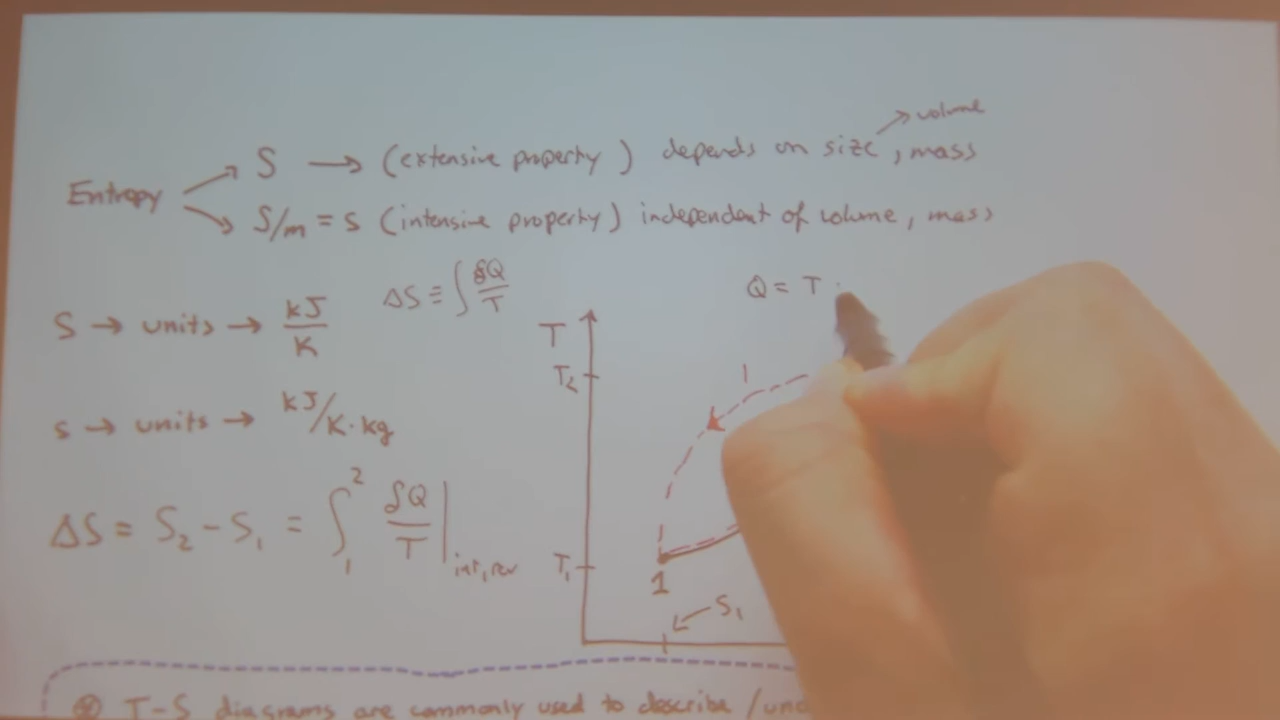 volume
Entropy S → (extensive property) depends on size, mass
S/m = s (intensive property) independent of volume, mass
S → units → kJ/K
ΔS ≡ ∫ δQ/T
Q = T
T
T₂
1
s → units → kJ/K·kg
ΔS = S₂ - S₁ = ∫₁² δQ/T |int, rev
T₁
1
S₁
T-S diagrams are commonly used to describe /und